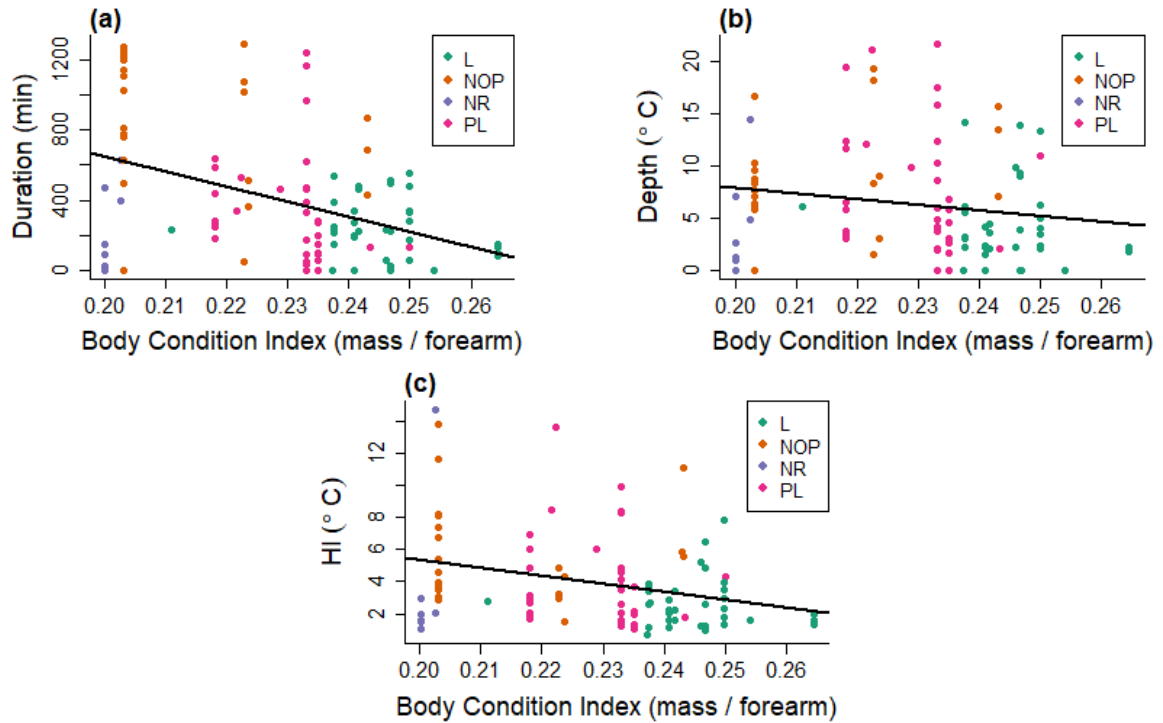 (a)
Duration (min)
0
400
800
1200
L
NOP
NR
PL
0.20 0.21 0.22 0.23 0.24 0.25 0.26
Body Condition Index (mass / forearm)
(b)
Depth (° C)
0
5
10
15
20
L
NOP
NR
PL
0.20 0.21 0.22 0.23 0.24 0.25 0.26
Body Condition Index (mass / forearm)
(c)
HI (° C)
2
4
6
8
12
L
NOP
NR
PL
0.20 0.21 0.22 0.23 0.24 0.25 0.26
Body Condition Index (mass / forearm)